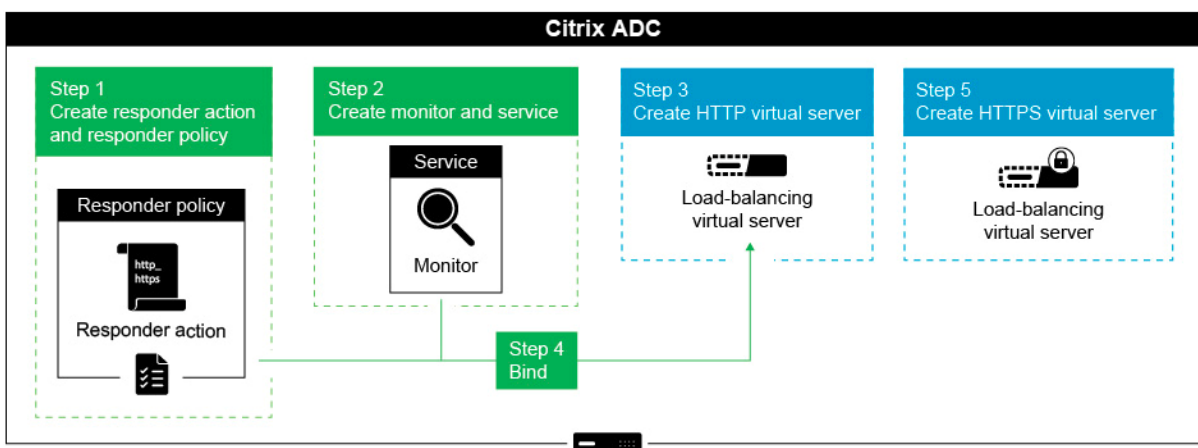 Citrix ADC
Step 1
Create responder action
and responder policy
Responder policy
http_
https
Responder action
Step 2
Create monitor and service
Service
Monitor
Step 3
Create HTTP virtual server
Load-balancing
virtual server
Step 4
Bind
Step 5
Create HTTPS virtual server
Load-balancing
virtual server